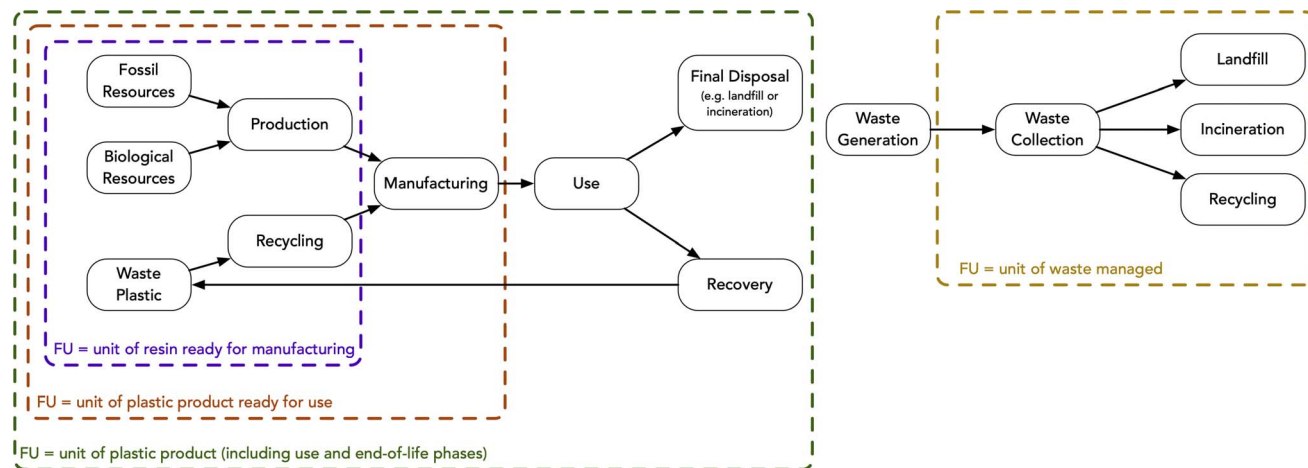 Fossil
Resources
Production
Biological
Resources
Manufacturing
Recycling
Waste
Plastic
Use
Final Disposal
(e.g. landfill or
incineration)
Recovery
FU = unit of resin ready for manufacturing
FU = unit of plastic product ready for use
FU = unit of plastic product (including use and end-of-life phases)
Waste
Generation
Waste
Collection
Landfill
Incineration
Recycling
FU = unit of waste managed